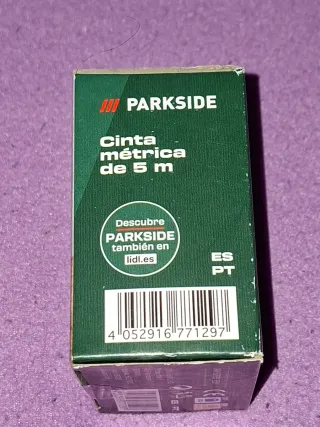 PARKSIDE
Cinta
métrica
de 5 m
Descubre
PARKSIDE
también en
lidl.es
ES
PT
4 052916 771297